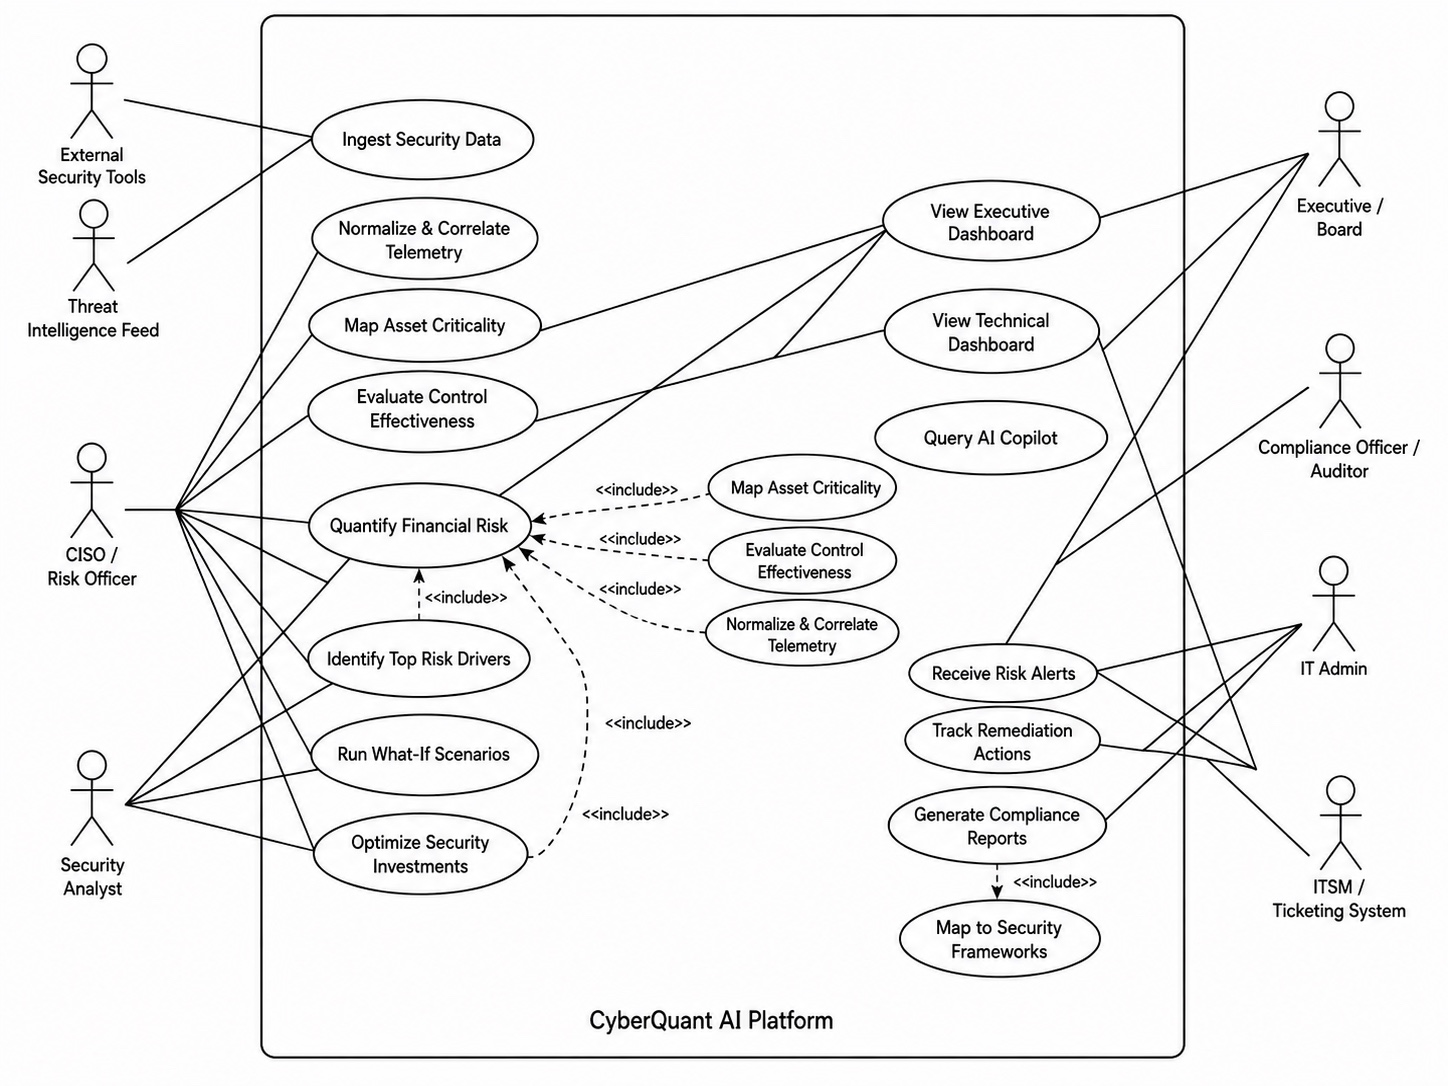 External
Security Tools
Threat
Intelligence Feed
CISO /
Risk Officer
Security
Analyst
Ingest Security Data
Normalize & Correlate
Telemetry
Map Asset Criticality
Evaluate Control
Effectiveness
Quantify Financial Risk
<<include>>
Identify Top Risk Drivers
Run What-If Scenarios
Optimize Security
Investments
<<include>>
<<include>>
<<include>>
<<include>>
<<include>>
Map Asset Criticality
Evaluate Control
Effectiveness
Normalize & Correlate
Telemetry
View Executive
Dashboard
View Technical
Dashboard
Query AI Copilot
Receive Risk Alerts
Track Remediation
Actions
Generate Compliance
Reports
<<include>>
Map to Security
Frameworks
Executive /
Board
Compliance Officer /
Auditor
IT Admin
ITSM /
Ticketing System
CyberQuant AI Platform